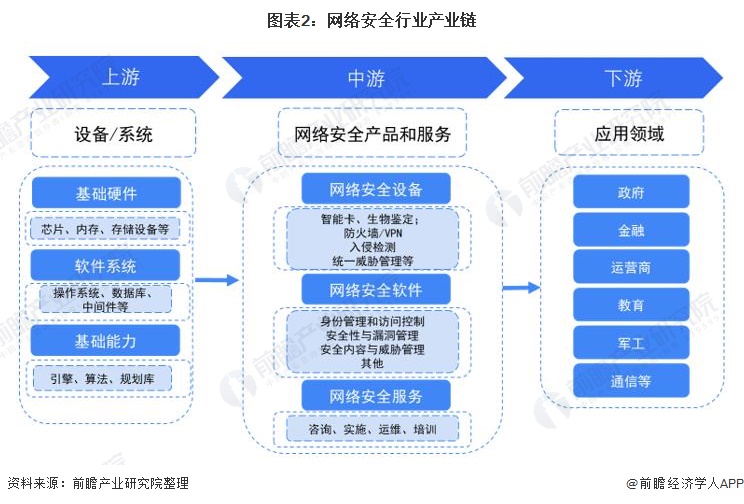 图表2：网络安全行业产业链
上游
中游
下游
设备/系统
网络安全产品和服务
应用领域
基础硬件
芯片、内存、存储设备等
软件系统
操作系统、数据库、
中间件等
基础能力
引擎、算法、规划库
网络安全设备
智能卡、生物鉴定；
防火墙/VPN
入侵检测
统一威胁管理等
网络安全软件
身份管理和访问控制
安全性与漏洞管理
安全内容与威胁管理
其他
网络安全服务
咨询、实施、运维、培训
政府
金融
运营商
教育
军工
通信等
资料来源：前瞻产业研究院整理
@前瞻经济学人APP
前瞻产业研究院